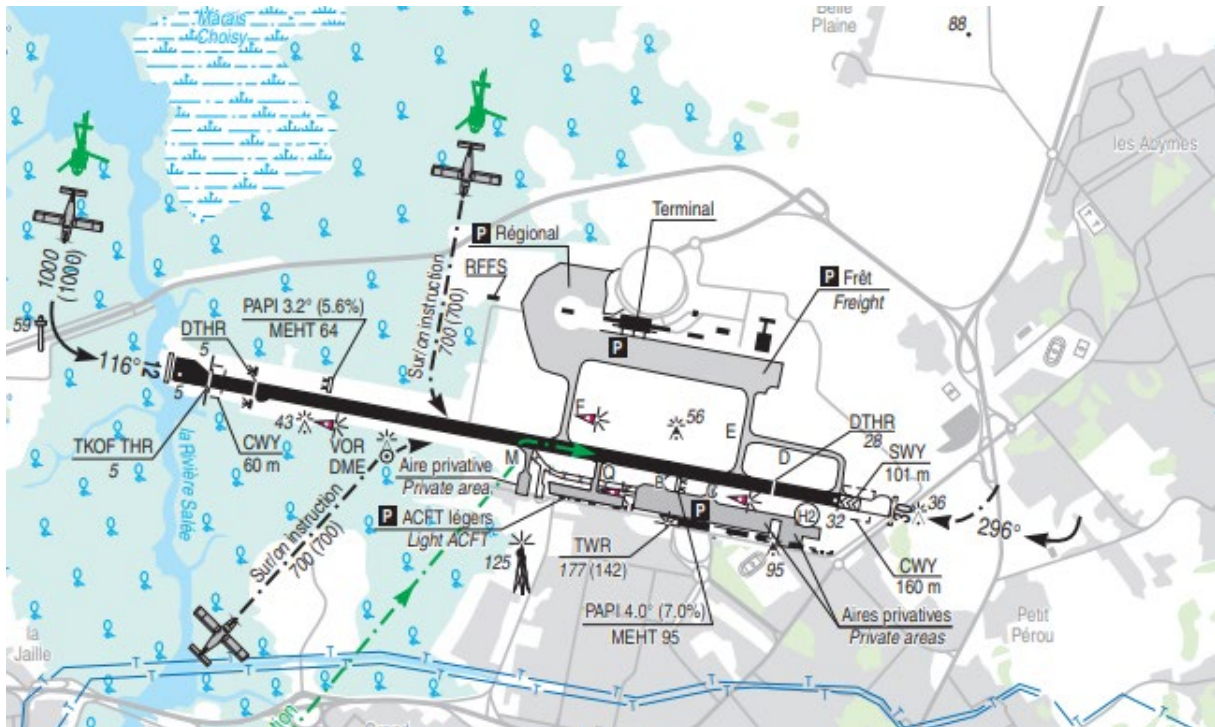 Marais
Choisy
Belle
Plaine
88
les Abymes
Terminal
P Régional
RFFS
P Frêt
Freight
1000
(1000)
Sur/on instruction
700 (700)
59
PAPI 3.2° (5.6%)
MEHT 64
DTHR
5
116°
12
5
P
F
56
E
DTHR
28
SWY
101 m
D
TKOF THR
5
CWY
60 m
43
VOR
DME
M
Q
B
C
Aire privative
Private area
la Rivière Salée
P ACFT légers
Light ACFT
P
H2
32
36
296°
Sur/on instruction
700 (700)
125
TWR
177 (142)
95
CWY
160 m
PAPI 4.0° (7.0%)
MEHT 95
Aires privatives
Private areas
Petit
Pérou
la
Jaille
T T T T T T T T